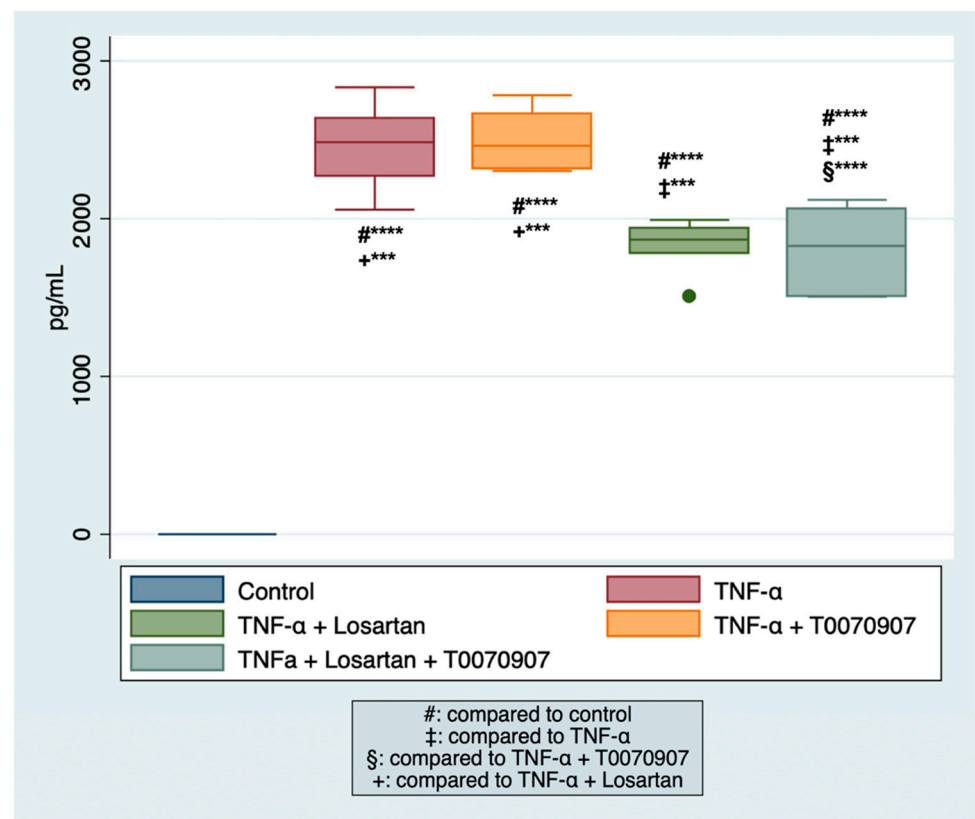 3000
2000
1000
0
pg/mL
#****
+***
#****
+***
#****
‡***
#****
‡***
§****
Control
TNF-α
TNF-α + Losartan
TNF-α + T0070907
TNFa + Losartan + T0070907
#: compared to control
‡: compared to TNF-α
§: compared to TNF-α + T0070907
+: compared to TNF-α + Losartan